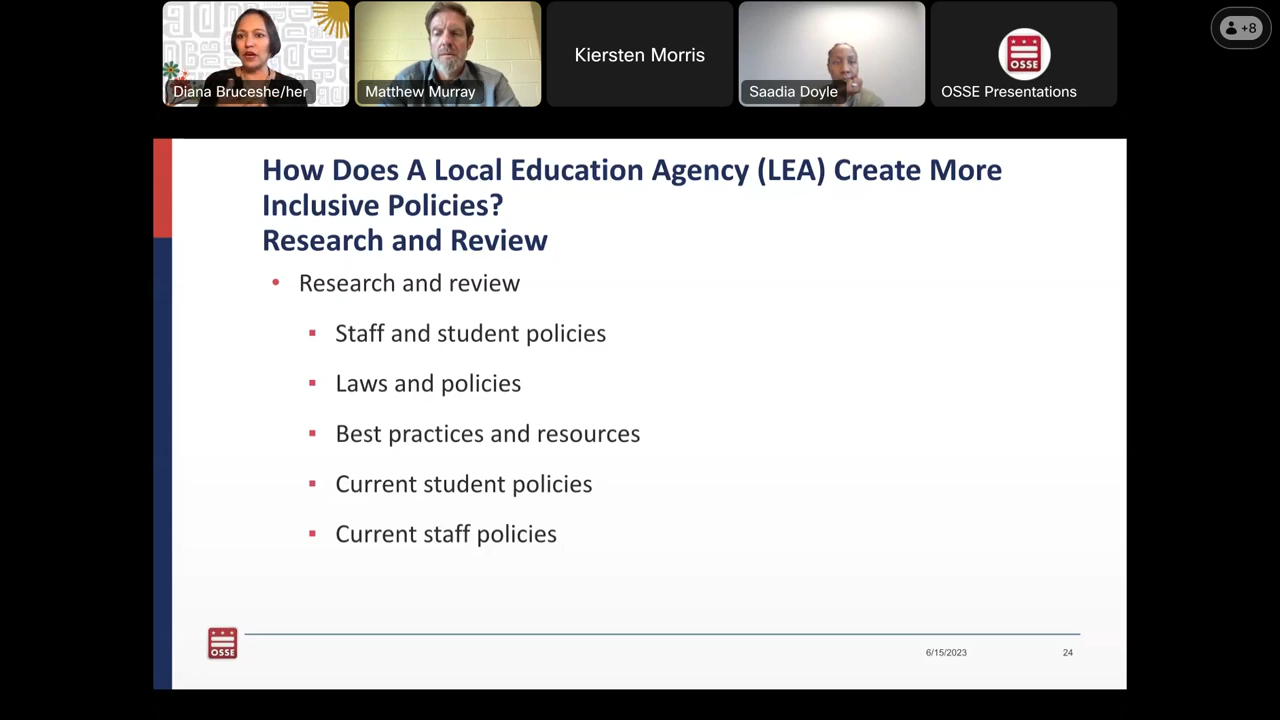 Diana Bruceshe/her
Matthew Murray
Kiersten Morris
Saadia Doyle
OSSE
OSSE Presentations
+8
How Does A Local Education Agency (LEA) Create More
Inclusive Policies?
Research and Review
• Research and review
▪ Staff and student policies
▪ Laws and policies
▪ Best practices and resources
▪ Current student policies
▪ Current staff policies
OSSE
6/15/2023
24